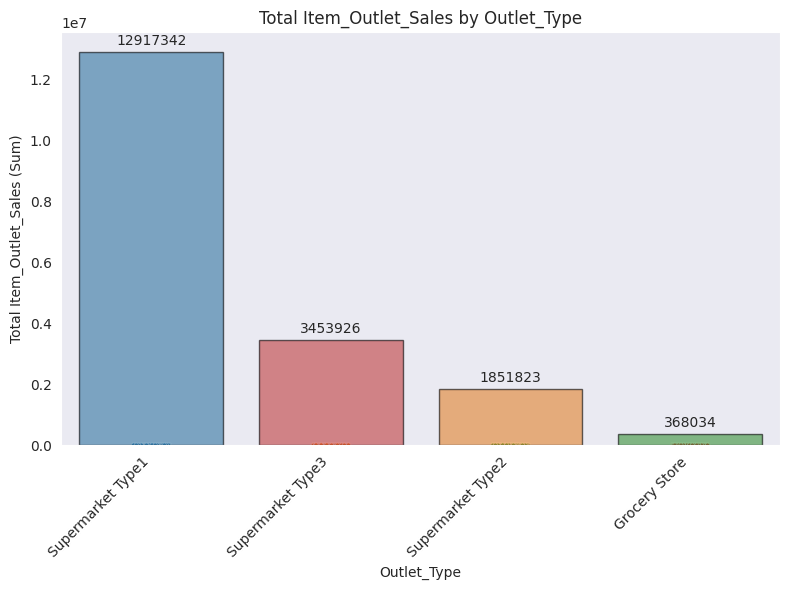 Total Item_Outlet_Sales by Outlet_Type
1e7
12917342
3453926
1851823
368034
1.2
1.0
0.8
0.6
0.4
0.2
0.0
Total Item_Outlet_Sales (Sum)
Supermarket Type1
Supermarket Type3
Supermarket Type2
Grocery Store
Outlet_Type